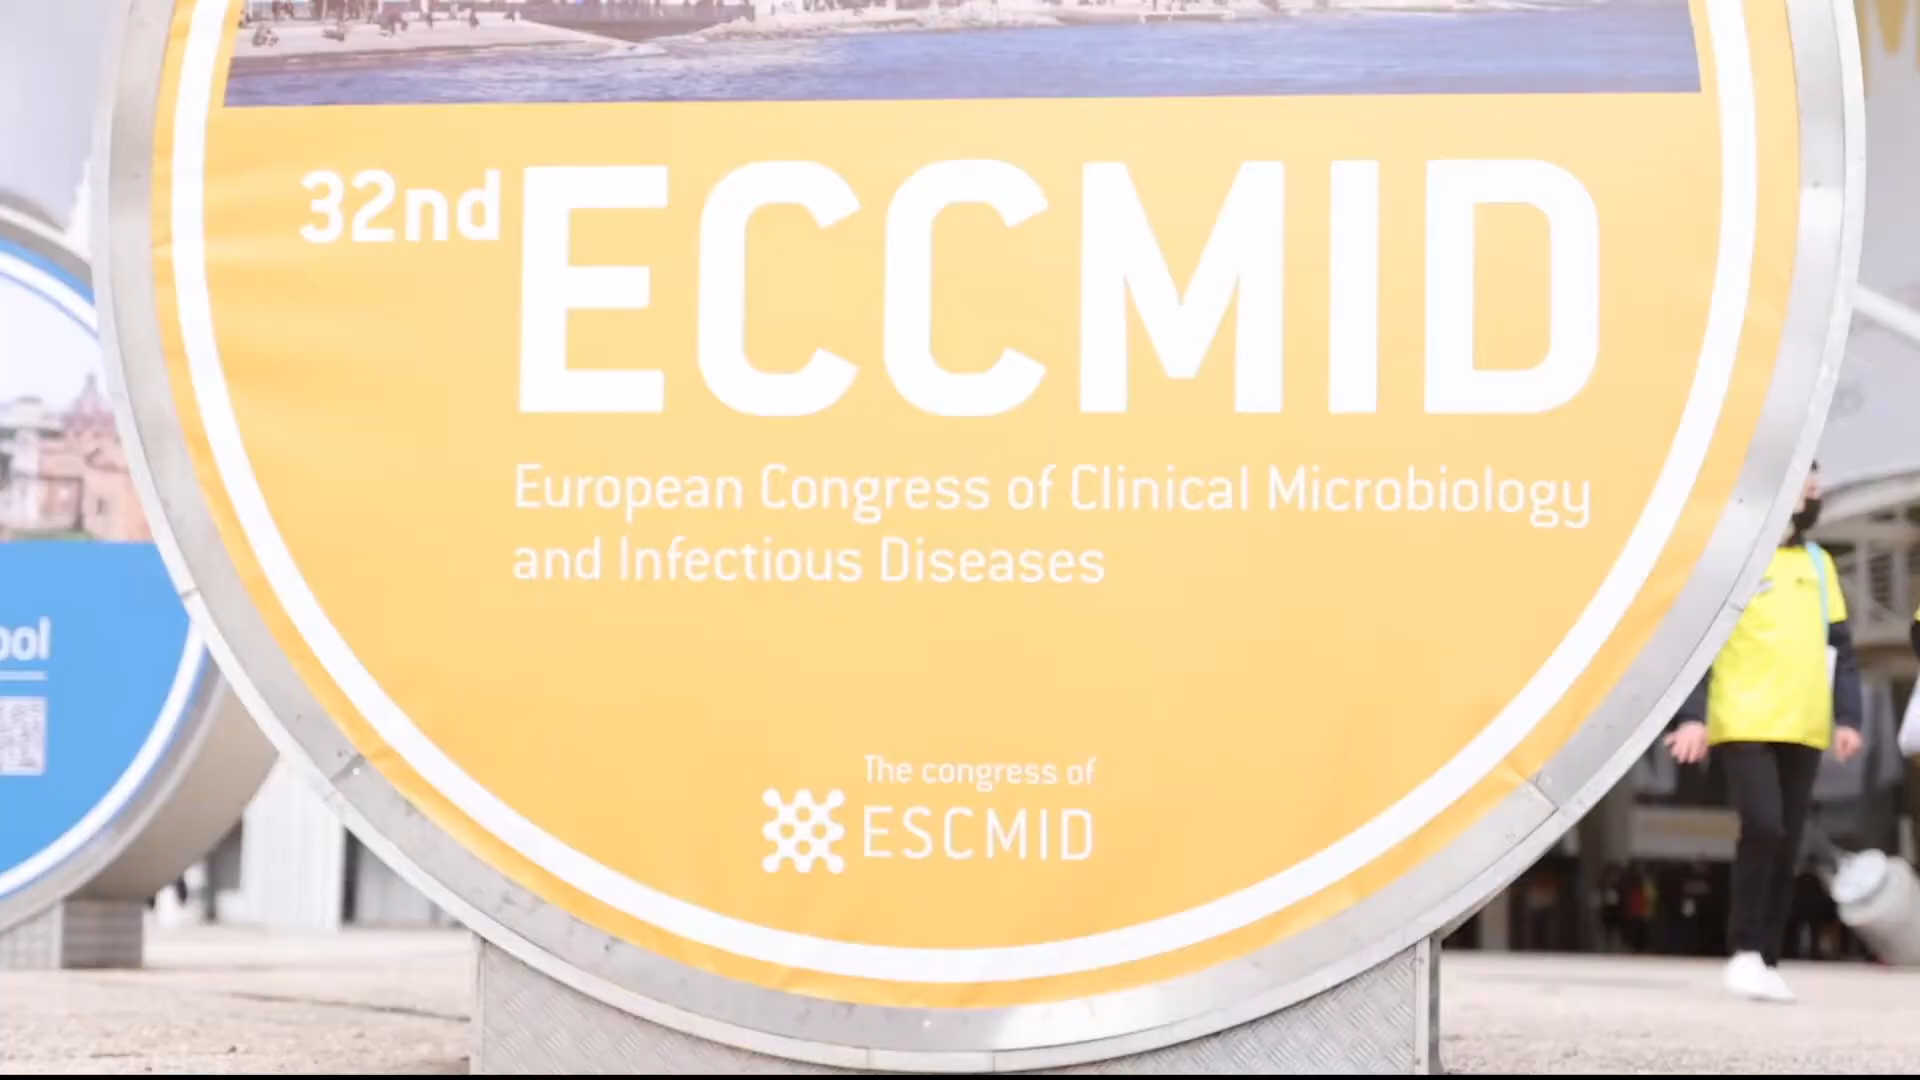 32nd ECCMID
European Congress of Clinical Microbiology
and Infectious Diseases
The congress of
ESCMID
ool